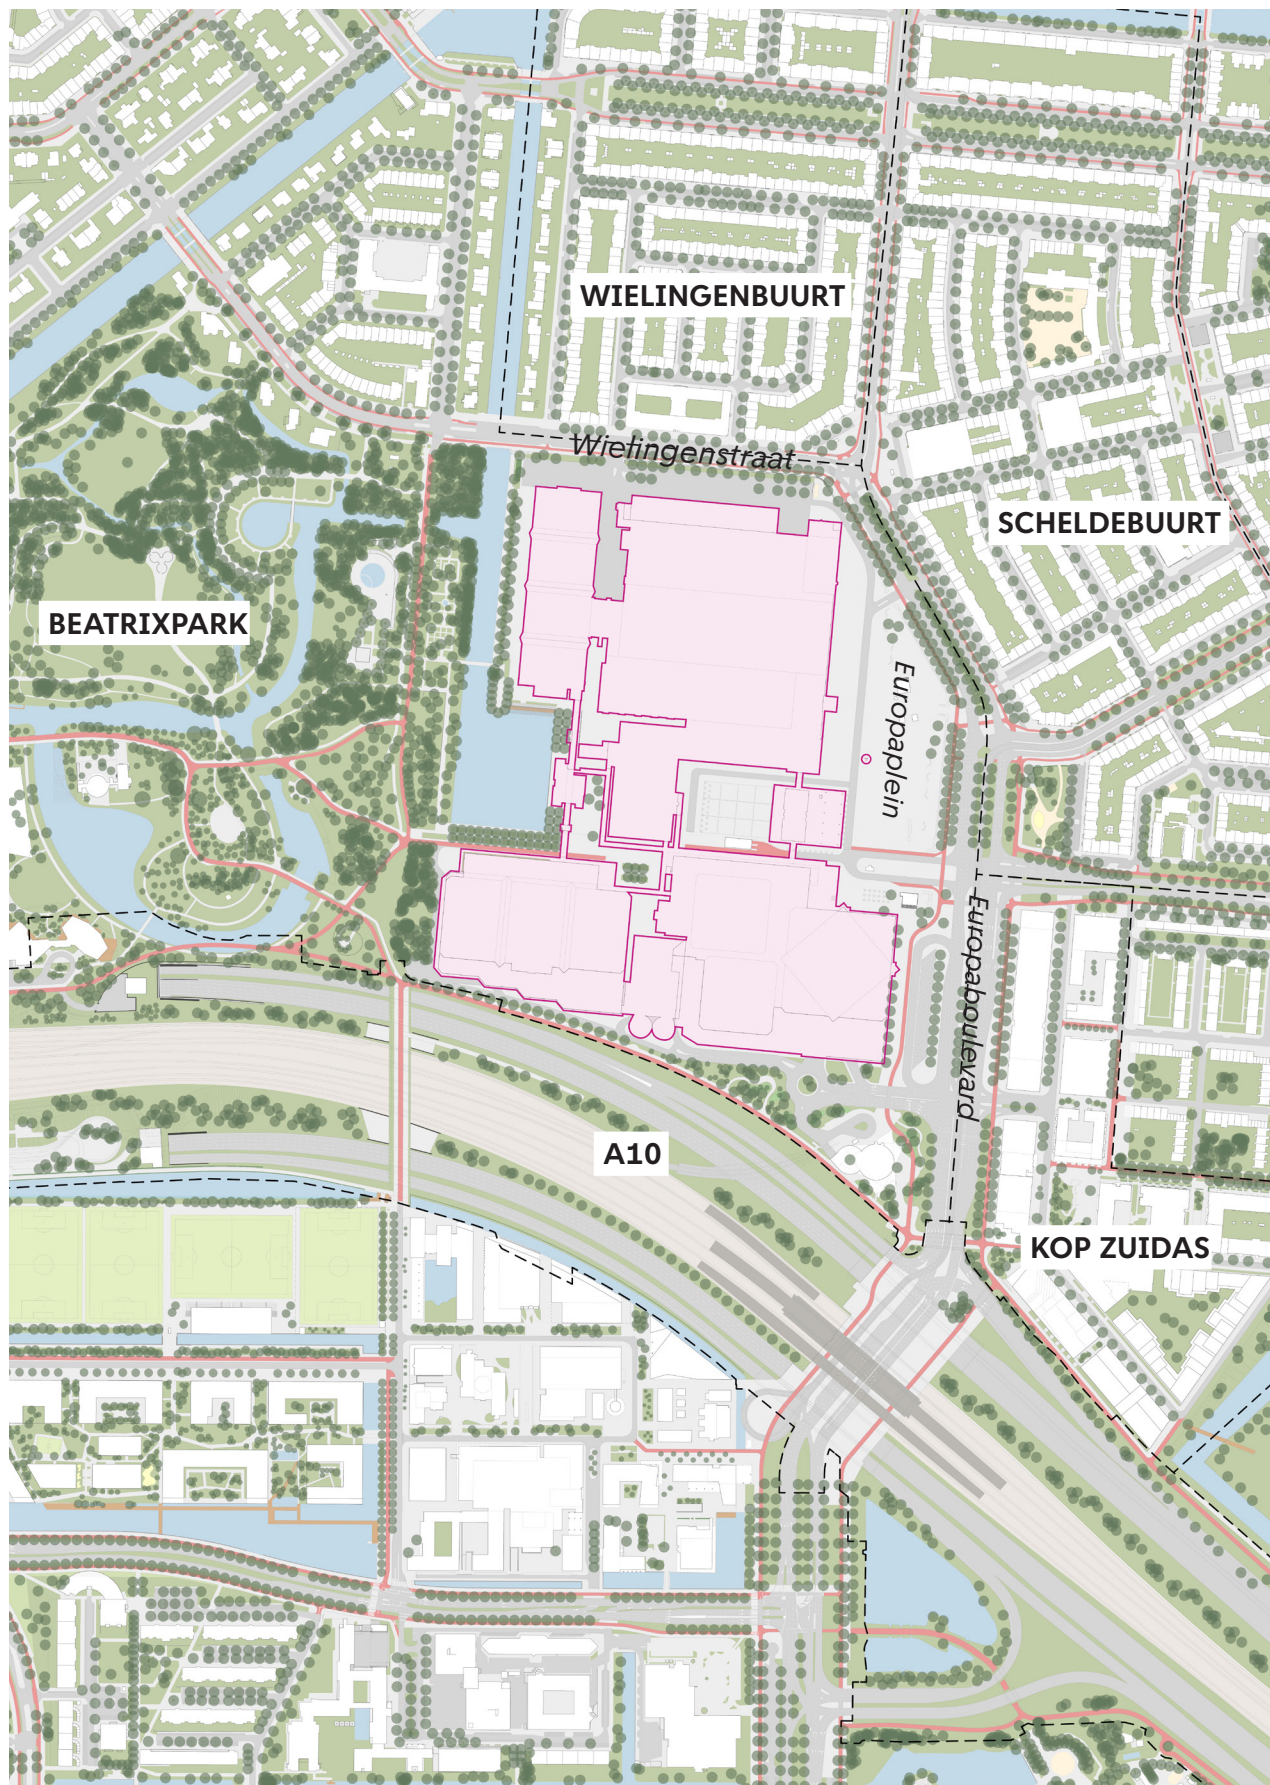 WIELINGENBUURT
Wielingenstraat
SCHELDEBUURT
BEATRIXPARK
Europaplein
Europaboulevard
A10
KOP ZUIDAS